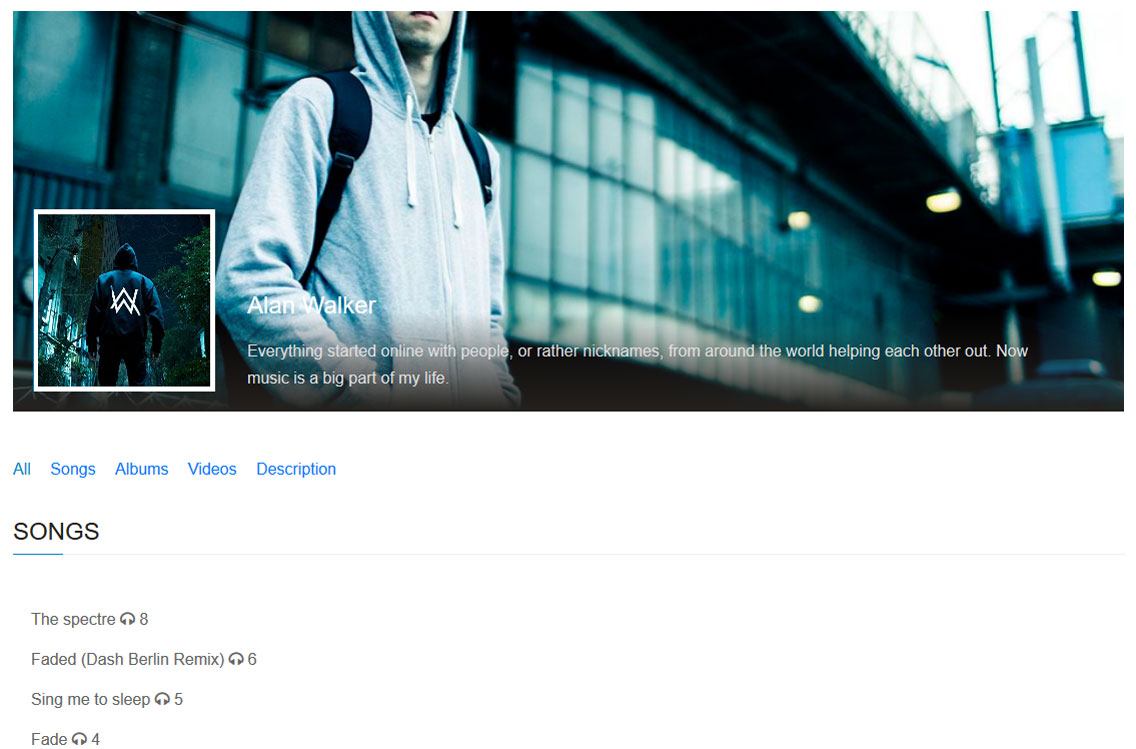 Alan Walker
Everything started online with people, or rather nicknames, from around the world helping each other out. Now
music is a big part of my life.
All Songs Albums Videos Description
SONGS
The spectre 8
Faded (Dash Berlin Remix) 6
Sing me to sleep 5
Fade 4